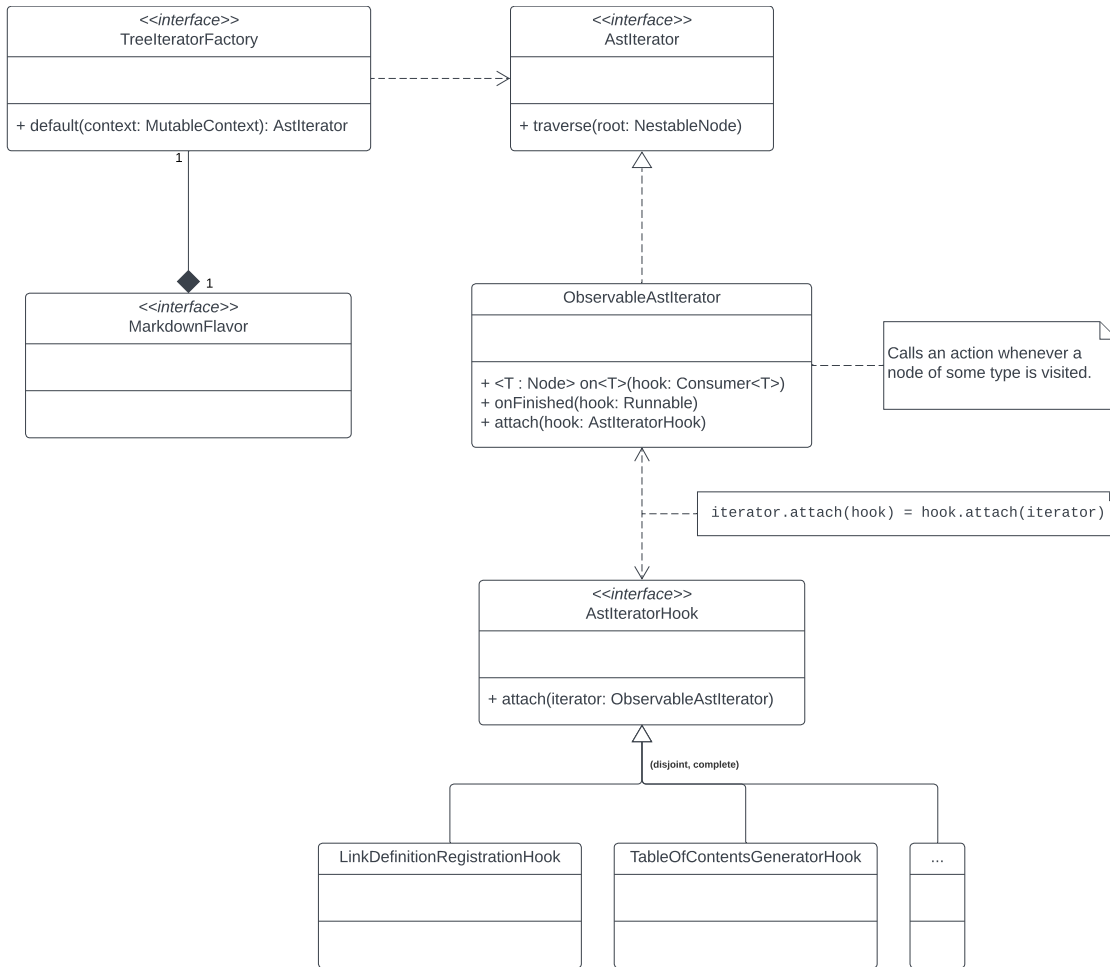 <<interface>>
TreeIteratorFactory
+ default(context: MutableContext): AstIterator
<<interface>>
AstIterator
+ traverse(root: NestableNode)
1
1
<<interface>>
MarkdownFlavor
ObservableAstIterator
+ <T : Node> on<T>(hook: Consumer<T>)
+ onFinished(hook: Runnable)
+ attach(hook: AstIteratorHook)
Calls an action whenever a
node of some type is visited.
iterator.attach(hook) = hook.attach(iterator)
<<interface>>
AstIteratorHook
+ attach(iterator: ObservableAstIterator)
(disjoint, complete)
LinkDefinitionRegistrationHook
TableOfContentsGeneratorHook
...